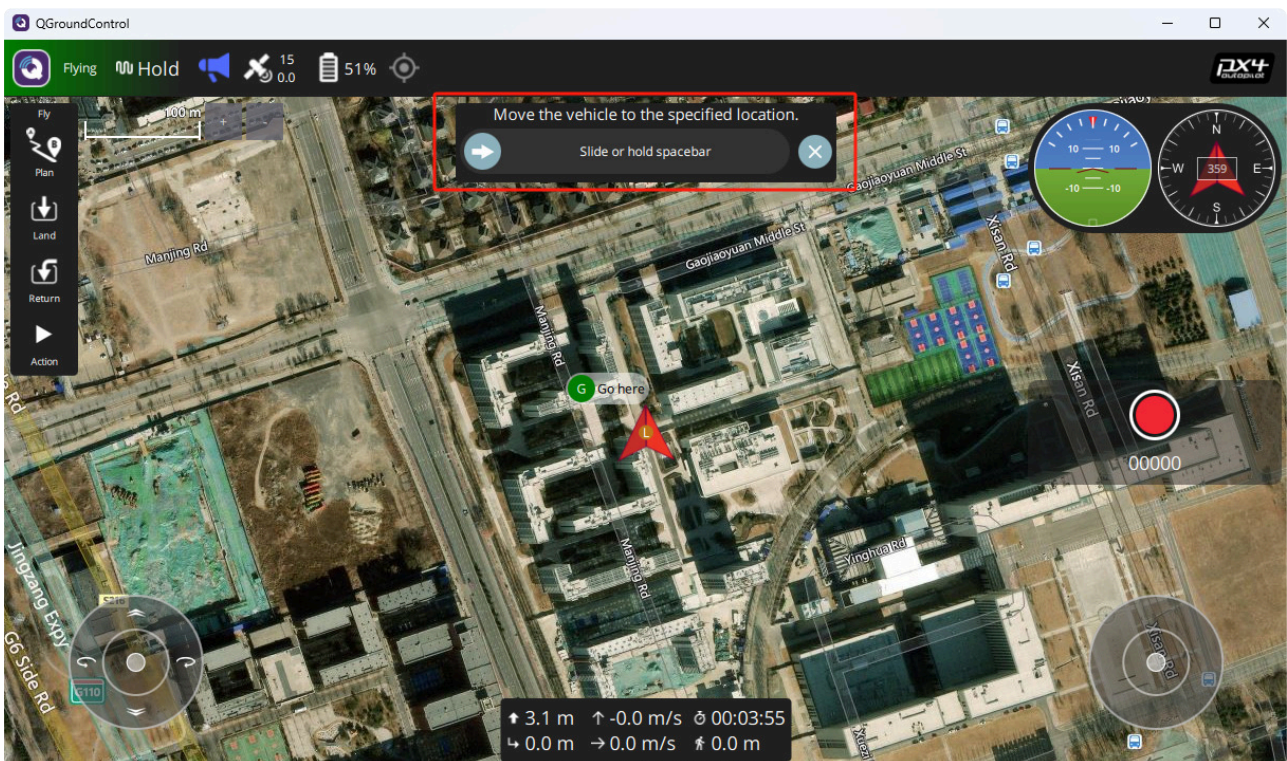 QGroundControl
Flying
Hold
15
0.0
51%
PX4
autopilot
Fly
Plan
Land
Return
Action
100 m
+
Move the vehicle to the specified location.
Slide or hold spacebar
10 10
-10 -10
N
W 359 E
S
Gaojiaoyuan Middle St
Gaojiaoyuan Middle St
Manjing Rd
Manjing Rd
Manjing Rd
Xisan Rd
Xisan Rd
Xisan Rd
G Go here
L
00000
Yinghua Rd
Jingzang Expy
G6 Side Rd
S216
G110
3.1 m -0.0 m/s 00:03:55
0.0 m 0.0 m/s 0.0 m